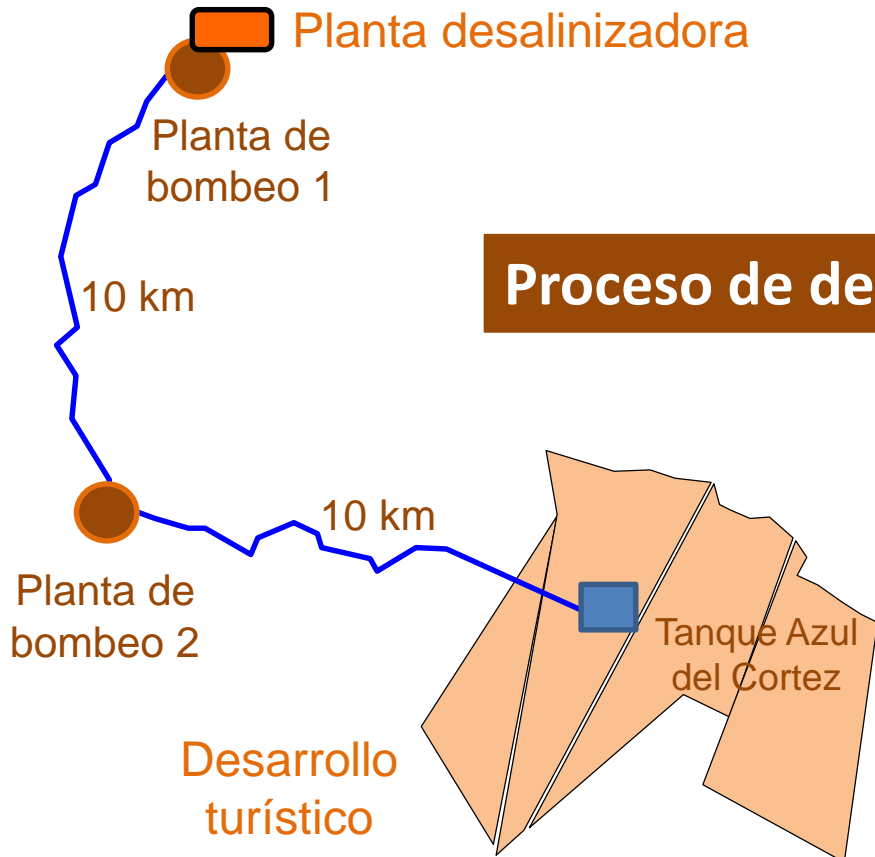 Planta desalinizadora
Planta de
bombeo 1
10 km
Proceso de de
10 km
Planta de
bombeo 2
Tanque Azul
del Cortez
Desarrollo
turístico